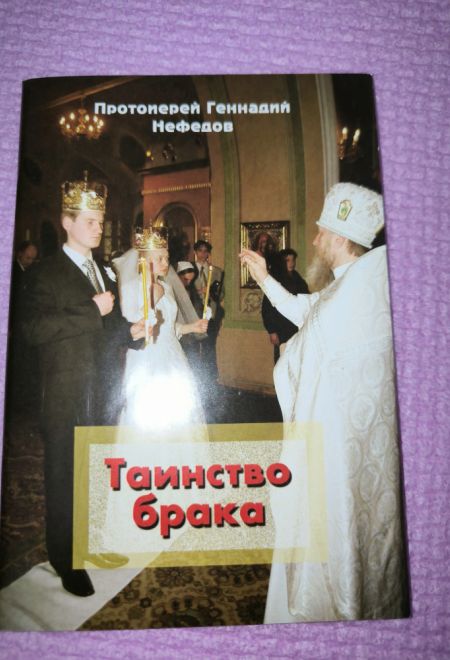 Протоиерей Геннадий
Нефедов
Таинство
брака